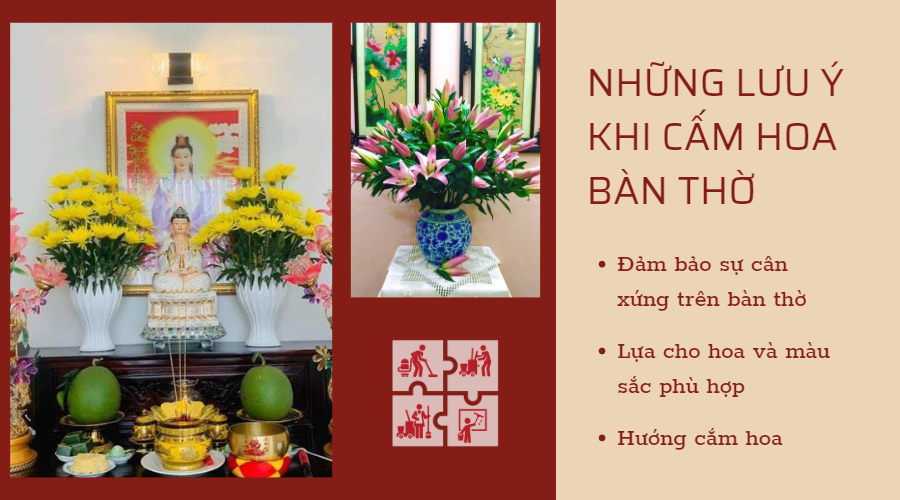 NHỮNG LƯU Ý
KHI CẮM HOA
BÀN THỜ
• Đảm bảo sự cân
xứng trên bàn thờ
• Lựa cho hoa và màu
sắc phù hợp
• Hướng cắm hoa